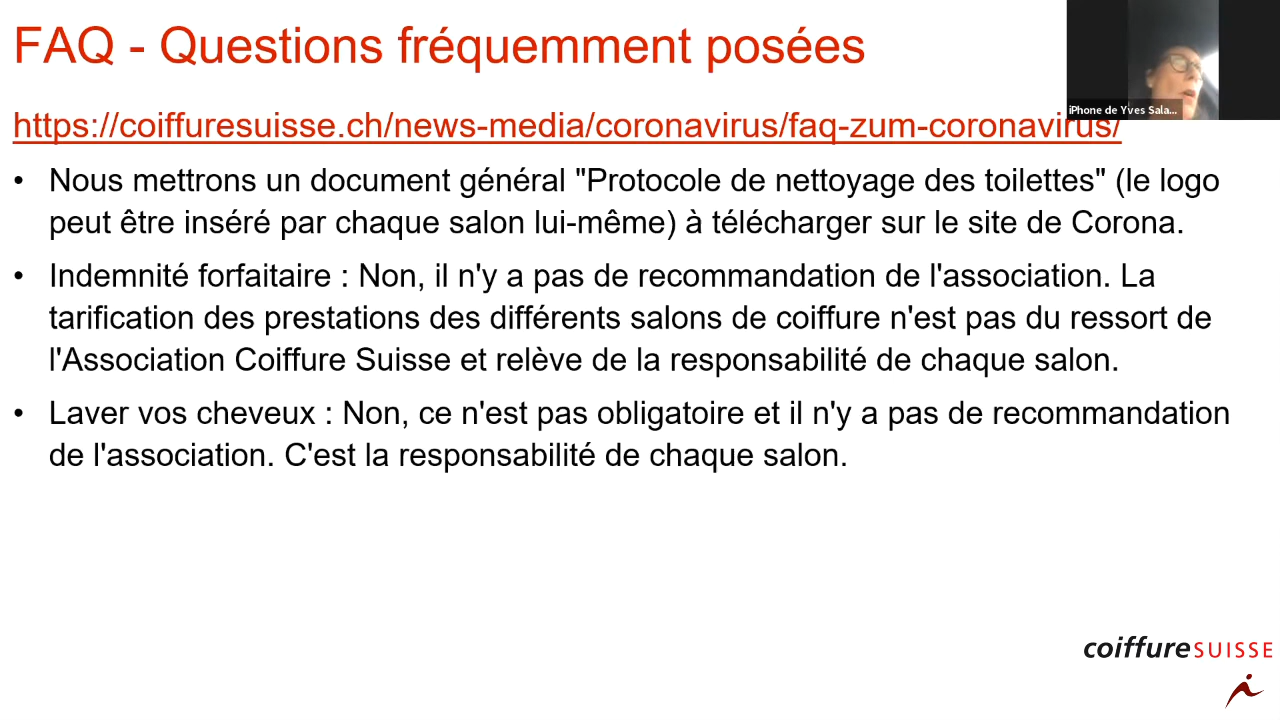 FAQ - Questions fréquemment posées
https://coiffuresuisse.ch/news-media/coronavirus/faq-zum-coronavirus/
iPhone de Yves Sala...
• Nous mettrons un document général "Protocole de nettoyage des toilettes" (le logo
peut être inséré par chaque salon lui-même) à télécharger sur le site de Corona.
• Indemnité forfaitaire : Non, il n'y a pas de recommandation de l'association. La
tarification des prestations des différents salons de coiffure n'est pas du ressort de
l'Association Coiffure Suisse et relève de la responsabilité de chaque salon.
• Laver vos cheveux : Non, ce n'est pas obligatoire et il n'y a pas de recommandation
de l'association. C'est la responsabilité de chaque salon.
coiffureSUISSE